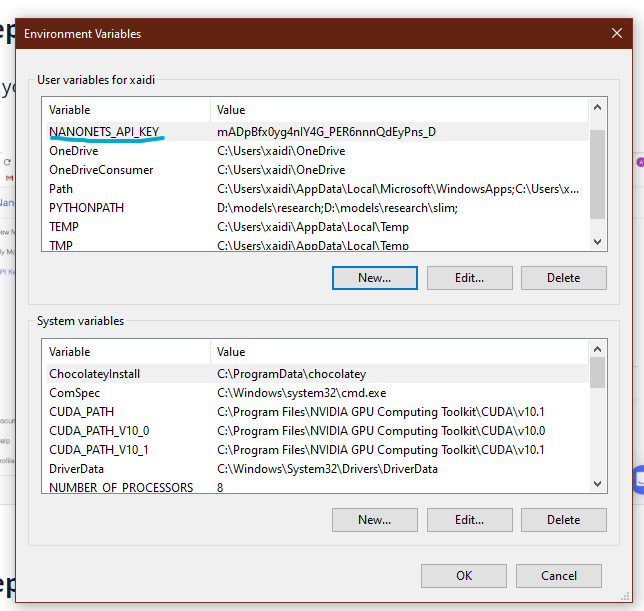 Environment Variables
User variables for xaidi
Variable Value
NANONETS_API_KEY mADpBfx0yg4nlY4G_PER6nnnQdEyPns_D
OneDrive C:\Users\xaidi\OneDrive
OneDriveConsumer C:\Users\xaidi\OneDrive
Path C:\Users\xaidi\AppData\Local\Microsoft\WindowsApps;C:\Users\x...
PYTHONPATH D:\models\research;D:\models\research\slim;
TEMP C:\Users\xaidi\AppData\Local\Temp
TMP C:\Users\xaidi\AppData\Local\Temp
New... Edit... Delete
System variables
Variable Value
ChocolateyInstall C:\ProgramData\chocolatey
ComSpec C:\Windows\system32\cmd.exe
CUDA_PATH C:\Program Files\NVIDIA GPU Computing Toolkit\CUDA\v10.1
CUDA_PATH_V10_0 C:\Program Files\NVIDIA GPU Computing Toolkit\CUDA\v10.0
CUDA_PATH_V10_1 C:\Program Files\NVIDIA GPU Computing Toolkit\CUDA\v10.1
DriverData C:\Windows\System32\Drivers\DriverData
NUMBER_OF_PROCESSORS 8
New... Edit... Delete
OK Cancel